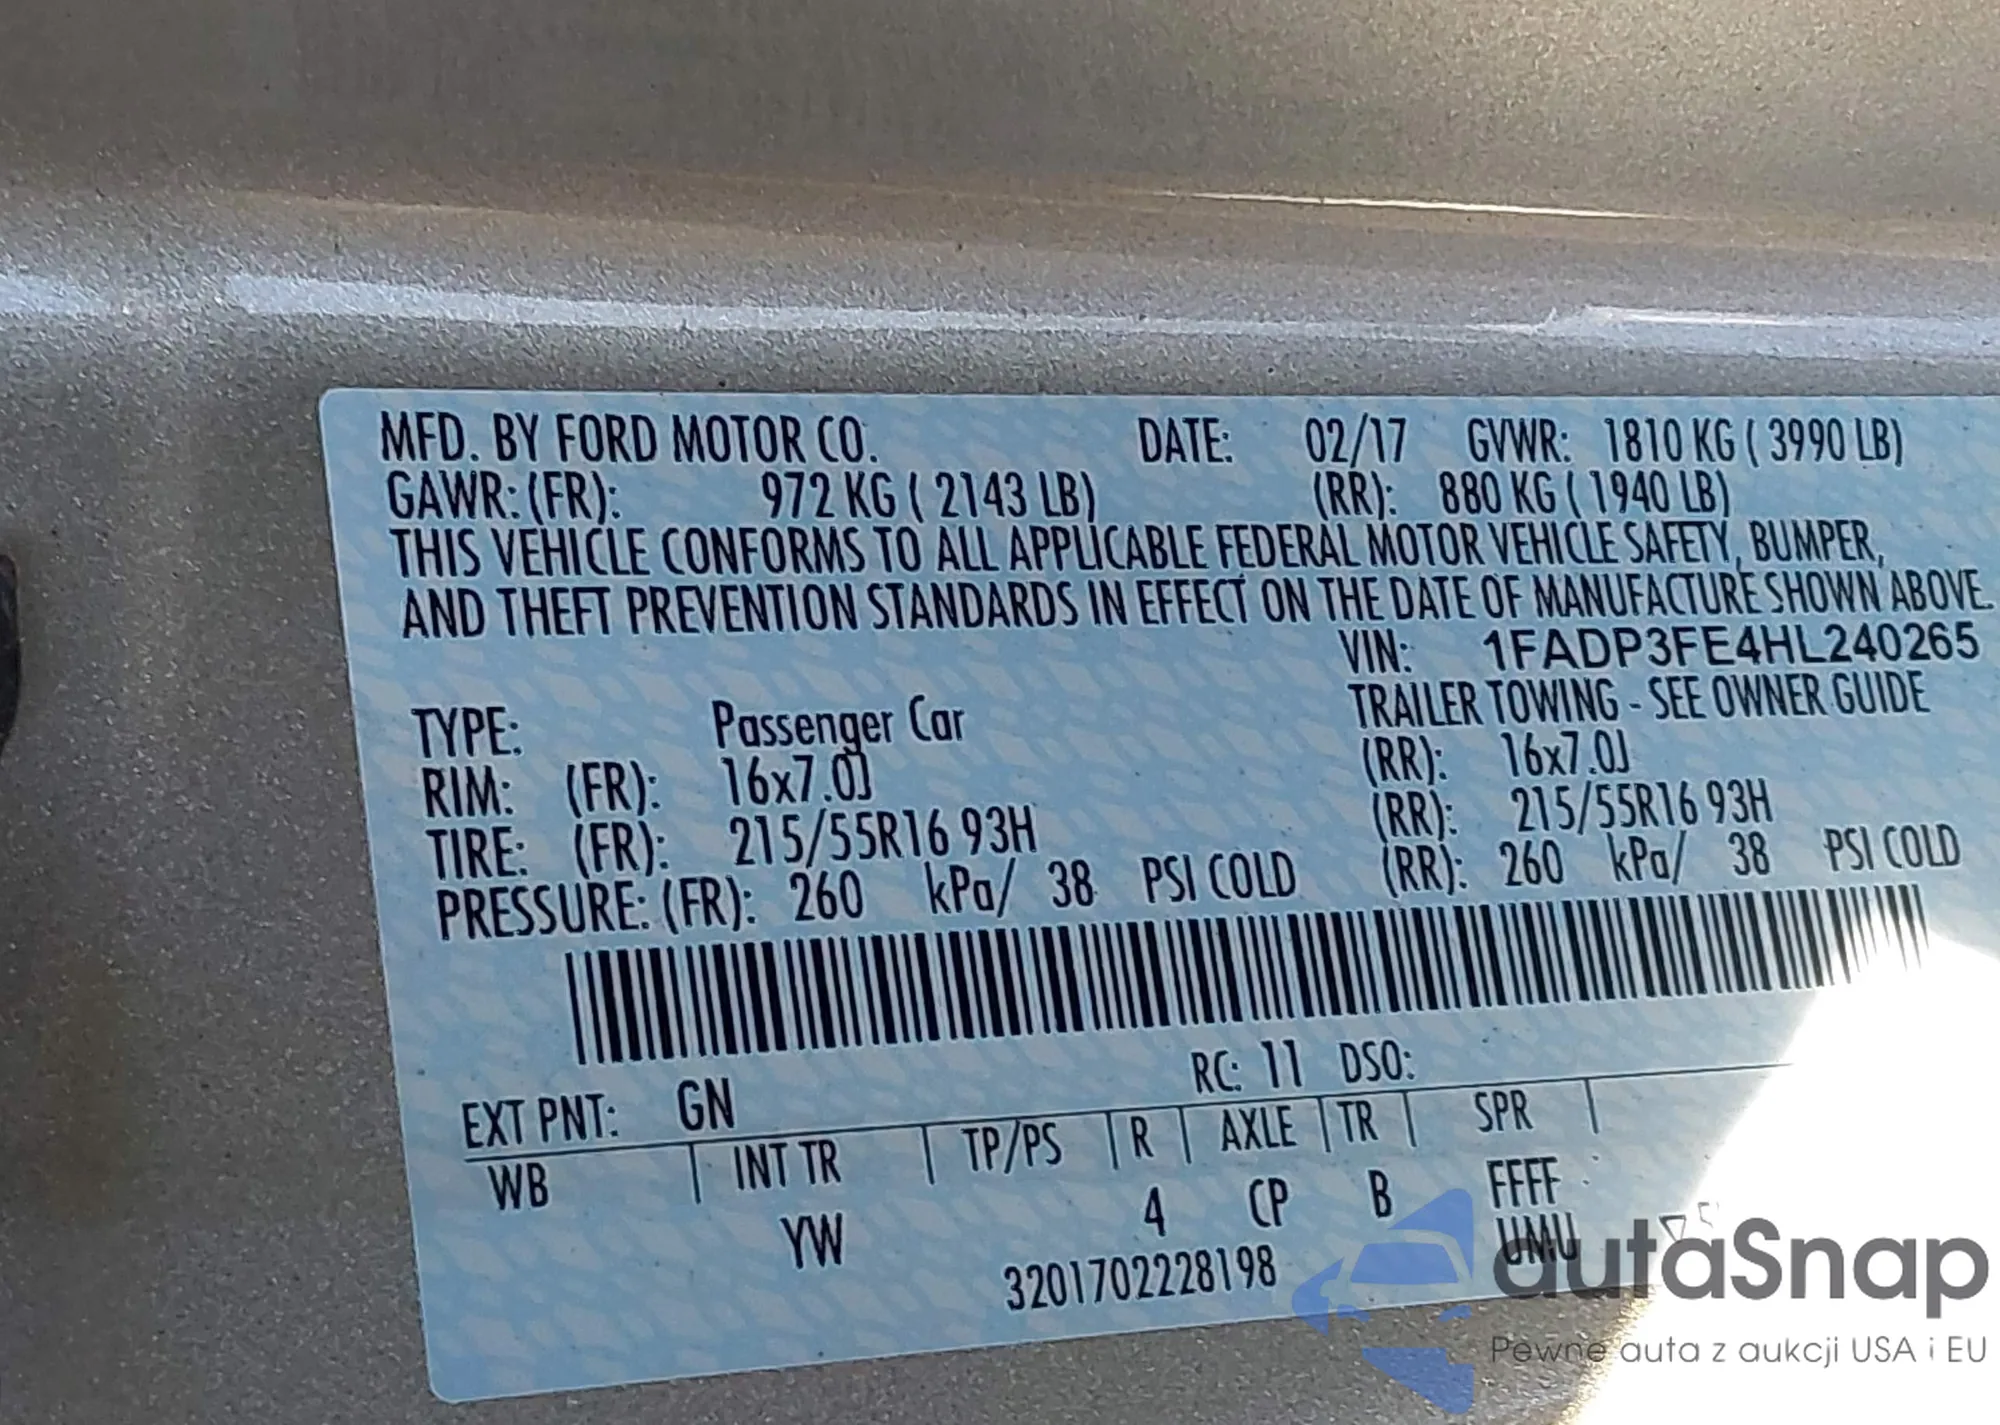 MFD. BY FORD MOTOR CO. DATE: 02/17 GVWR: 1810 KG ( 3990 LB)
GAWR: (FR): 972 KG ( 2143 LB) (RR): 880 KG ( 1940 LB)
THIS VEHICLE CONFORMS TO ALL APPLICABLE FEDERAL MOTOR VEHICLE SAFETY, BUMPER,
AND THEFT PREVENTION STANDARDS IN EFFECT ON THE DATE OF MANUFACTURE SHOWN ABOVE.
VIN: 1FADP3FE4HL240265
TRAILER TOWING - SEE OWNER GUIDE
TYPE: Passenger Car
RIM: (FR): 16x7.0J (RR): 16x7.0J
TIRE: (FR): 215/55R16 93H (RR): 215/55R16 93H
PRESSURE: (FR): 260 kPa/ 38 PSI COLD (RR): 260 kPa/ 38 PSI COLD
RC: 11 DSO:
EXT PNT: GN
WB INT TR TP/PS R AXLE TR SPR
YW 4 CP B FFFF
UMU
3201702228198
autaSnap
Pewne auta z aukcji USA i EU